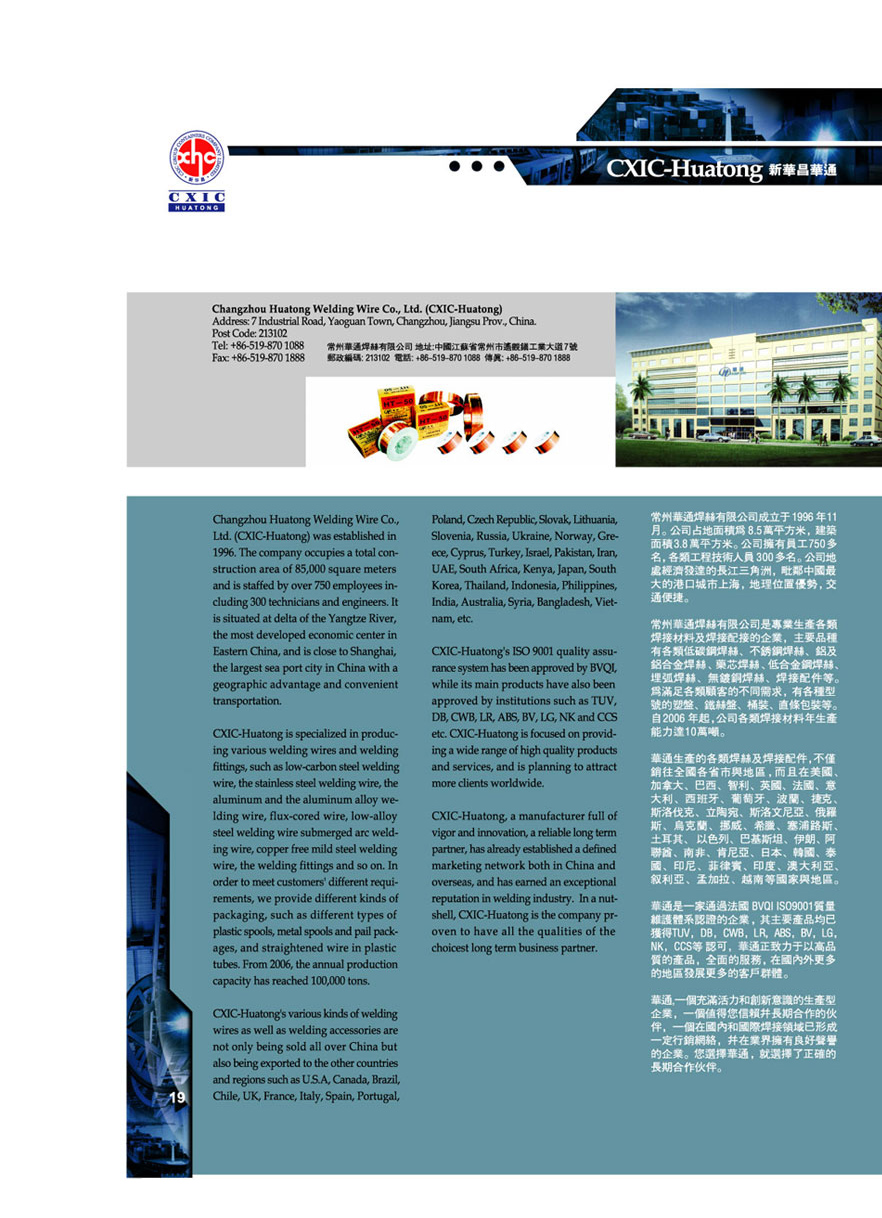 CXIC GROUP CONTAINERS COMPANY LIMITED
xhc
CXIC
HUATONG
CXIC-Huatong 新華昌華通
Changzhou Huatong Welding Wire Co., Ltd. (CXIC-Huatong)
Address: 7 Industrial Road, Yaoguan Town, Changzhou, Jiangsu Prov., China.
Post Code: 213102
Tel: +86-519-870 1088
Fax: +86-519-870 1888
常州華通焊絲有限公司 地址:中國江蘇省常州市遙觀鎮工業大道7號
郵政編碼: 213102 電話: +86-519-870 1088 傳真: +86-519-870 1888
HT-50
HT-50
Changzhou Huatong Welding Wire Co.,
Ltd. (CXIC-Huatong) was established in
1996. The company occupies a total con-
struction area of 85,000 square meters
and is staffed by over 750 employees in-
cluding 300 technicians and engineers. It
is situated at delta of the Yangtze River,
the most developed economic center in
Eastern China, and is close to Shanghai,
the largest sea port city in China with a
geographic advantage and convenient
transportation.
CXIC-Huatong is specialized in produc-
ing various welding wires and welding
fittings, such as low-carbon steel welding
wire, the stainless steel welding wire, the
aluminum and the aluminum alloy we-
lding wire, flux-cored wire, low-alloy
steel welding wire submerged arc weld-
ing wire, copper free mild steel welding
wire, the welding fittings and so on. In
order to meet customers' different requi-
rements, we provide different kinds of
packaging, such as different types of
plastic spools, metal spools and pail pack-
ages, and straightened wire in plastic
tubes. From 2006, the annual production
capacity has reached 100,000 tons.
CXIC-Huatong's various kinds of welding
wires as well as welding accessories are
not only being sold all over China but
also being exported to the other countries
and regions such as U.S.A, Canada, Brazil,
Chile, UK, France, Italy, Spain, Portugal,
Poland, Czech Republic, Slovak, Lithuania,
Slovenia, Russia, Ukraine, Norway, Gre-
ece, Cyprus, Turkey, Israel, Pakistan, Iran,
UAE, South Africa, Kenya, Japan, South
Korea, Thailand, Indonesia, Philippines,
India, Australia, Syria, Bangladesh, Viet-
nam, etc.
CXIC-Huatong's ISO 9001 quality assu-
rance system has been approved by BVQI,
while its main products have also been
approved by institutions such as TUV,
DB, CWB, LR, ABS, BV, LG, NK and CCS
etc. CXIC-Huatong is focused on provid-
ing a wide range of high quality products
and services, and is planning to attract
more clients worldwide.
CXIC-Huatong, a manufacturer full of
vigor and innovation, a reliable long term
partner, has already established a defined
marketing network both in China and
overseas, and has earned an exceptional
reputation in welding industry. In a nut-
shell, CXIC-Huatong is the company pr-
oven to have all the qualities of the
choicest long term business partner.
常州華通焊絲有限公司成立于1996 年11
月。公司占地面積爲 8.5萬平方米，建築
面積3.8 萬平方米。公司擁有員工750 多
名，各類工程技術人員 300 多名。公司地
處經濟發達的長江三角洲，毗鄰中國最
大的港口城市上海，地理位置優勢，交
通便捷。
常州華通焊絲有限公司是專業生產各類
焊接材料及焊接配接的企業，主要品種
有各類低碳鋼焊絲、不銹鋼焊絲、鋁及
鋁合金焊絲、藥芯焊絲、低合金鋼焊絲、
埋弧焊絲、無鍍銅焊絲、焊接配件等。
爲滿足各類顧客的不同需求，有各種型
號的塑盤、鐵絲盤、桶裝、直條包裝等。
自2006 年起,公司各類焊接材料年生產
能力達10萬噸。
華通生產的各類焊絲及焊接配件,不僅
銷往全國各省市與地區,而且在美國、
加拿大、巴西、智利、英國、法國、意
大利、西班牙、葡萄牙、波蘭、捷克、
斯洛伐克、立陶宛、斯洛文尼亞、俄羅
斯、烏克蘭、挪威、希臘、塞浦路斯、
土耳其、以色列、巴基斯坦、伊朗、阿
聯酋、南非、肯尼亞、日本、韓國、泰
國、印尼、菲律賓、印度、澳大利亞、
叙利亞、孟加拉、越南等國家與地區。
華通是一家通過法國 BVQI ISO9001質量
維護體系認證的企業，其主要產品均已
獲得TUV，DB，CWB，LR，ABS，BV，LG，
NK，CCS等 認可，華通正致力于以高品
質的產品，全面的服務，在國內外更多
的地區發展更多的客戶群體。
華通,一個充滿活力和創新意識的生產型
企業，一個值得您信賴并長期合作的伙
伴，一個在國內和國際焊接領域已形成
一定行銷網絡，并在業界擁有良好聲譽
的企業。您選擇華通，就選擇了正確的
長期合作伙伴。
19